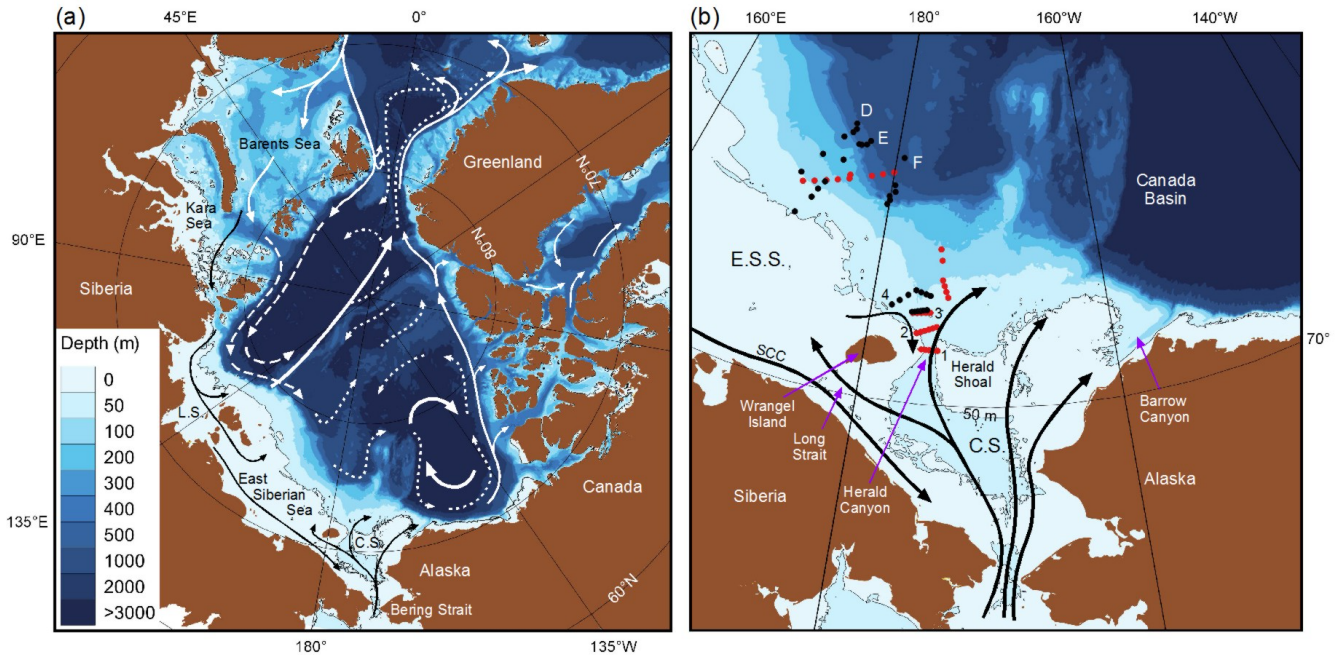 (a)
45°E
0°
Barents Sea
Greenland
Kara
Sea
70°N
80°N
90°E
Siberia
Depth (m)
0
50
100
200
300
400
500
1000
2000
>3000
L.S.
East
Siberian
Sea
C.S.
Canada
Alaska
Bering Strait
60°N
135°E
180°
135°W
(b)
160°E
180°
160°W
140°W
D
E
F
Canada
Basin
E.S.S.
4
3
2
1
SCC
Herald
Shoal
70°
Wrangel
Island
Long
Strait
50 m
C.S.
Barrow
Canyon
Siberia
Herald
Canyon
Alaska